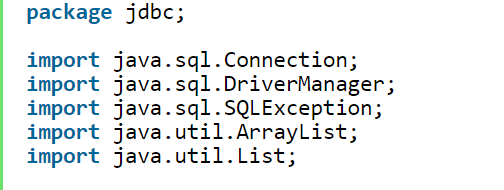 package jdbc;
import java.sql.Connection;
import java.sql.DriverManager;
import java.sql.SQLException;
import java.util.ArrayList;
import java.util.List;